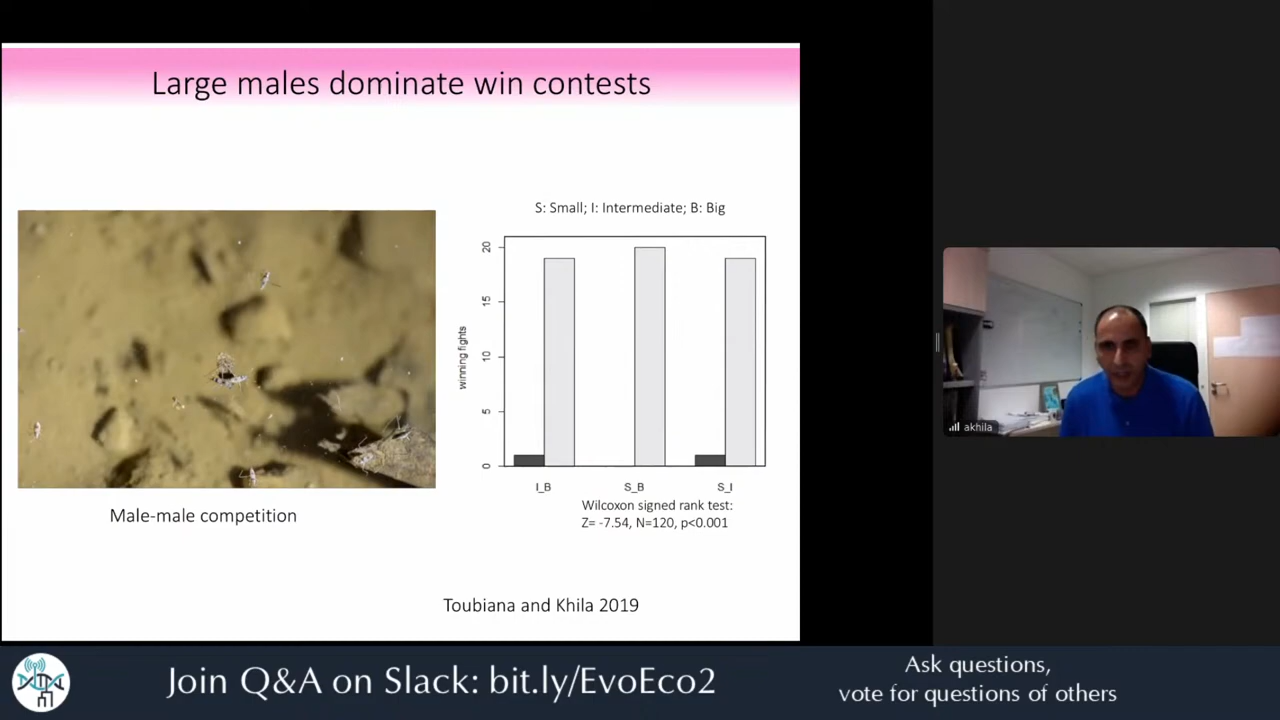 Large males dominate win contests
S: Small; I: Intermediate; B: Big
20
15
10
5
0
winning fights
I_B
S_B
S_I
Wilcoxon signed rank test:
Z= -7.54, N=120, p<0.001
Male-male competition
Toubiana and Khila 2019
akhila
Join Q&A on Slack: bit.ly/EvoEco2
Ask questions,
vote for questions of others